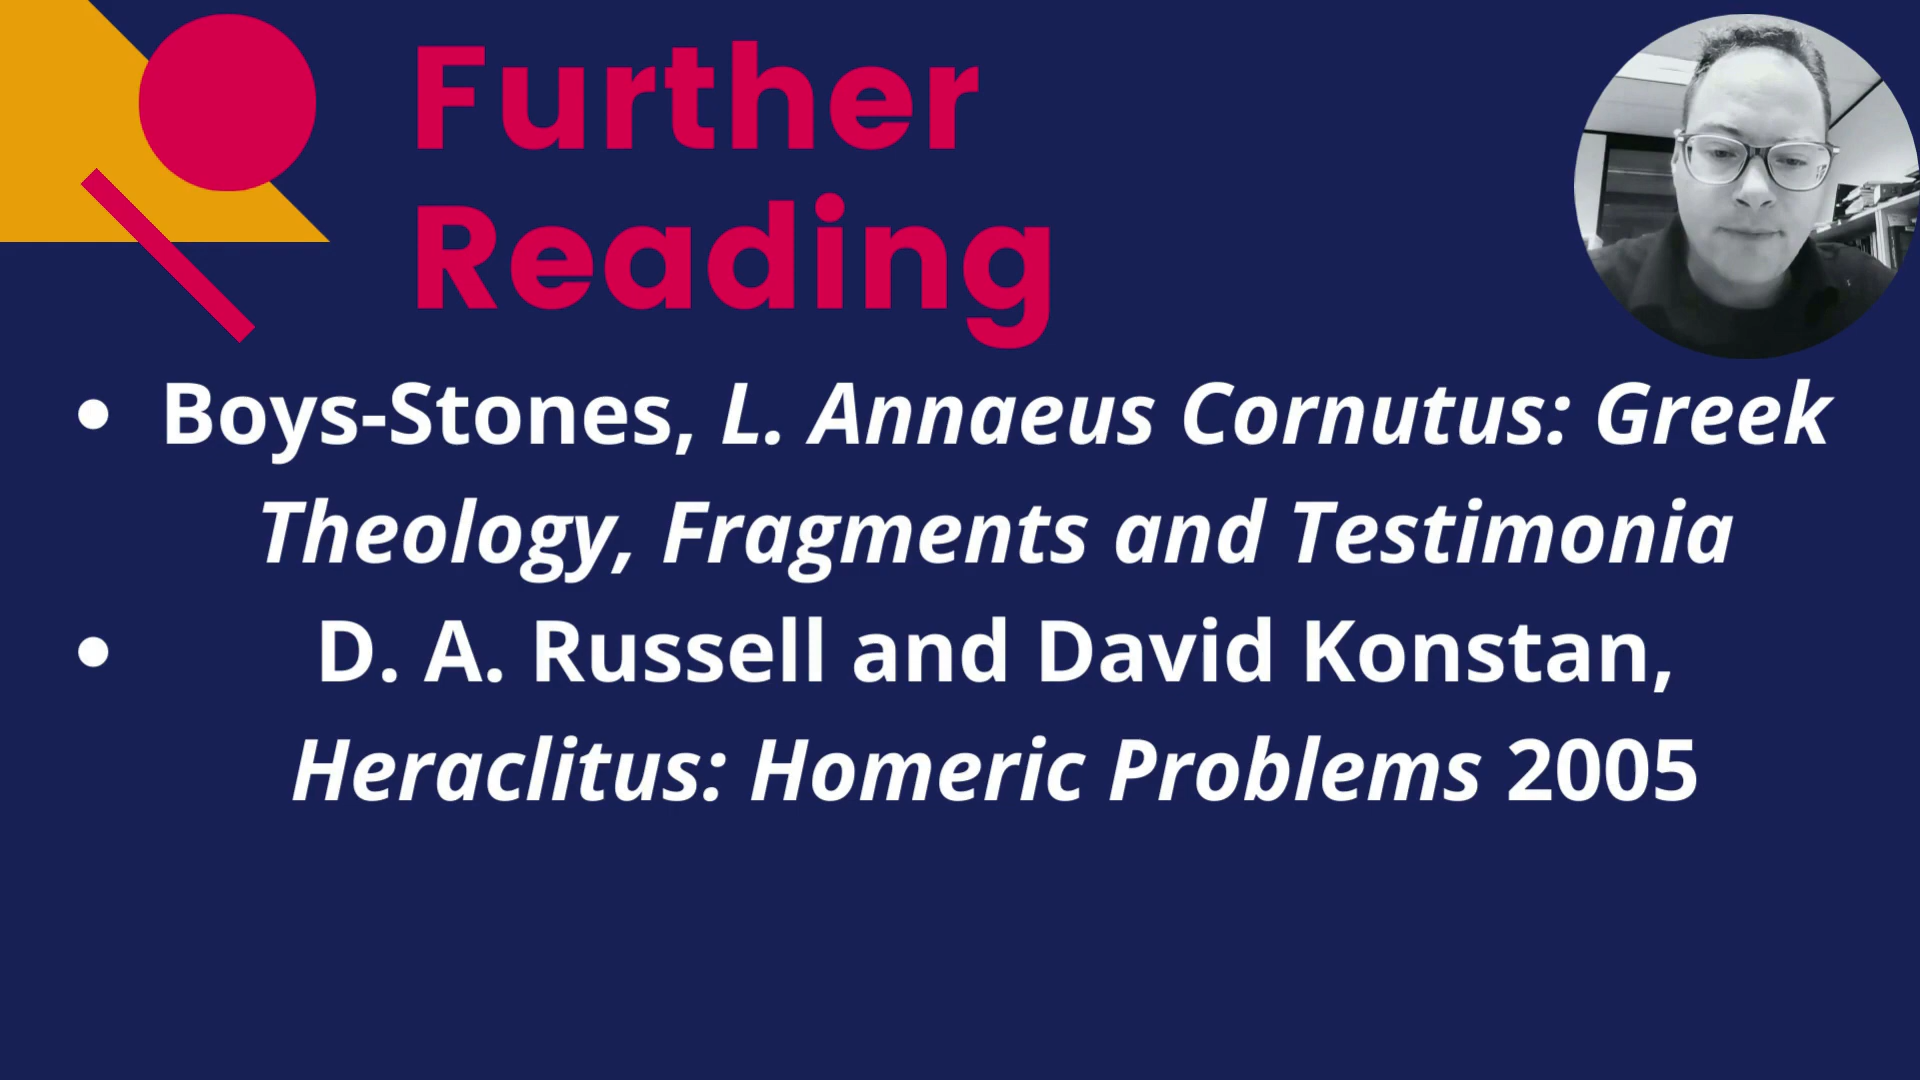 Further
Reading
• Boys-Stones, L. Annaeus Cornutus: Greek
Theology, Fragments and Testimonia
• D. A. Russell and David Konstan,
Heraclitus: Homeric Problems 2005